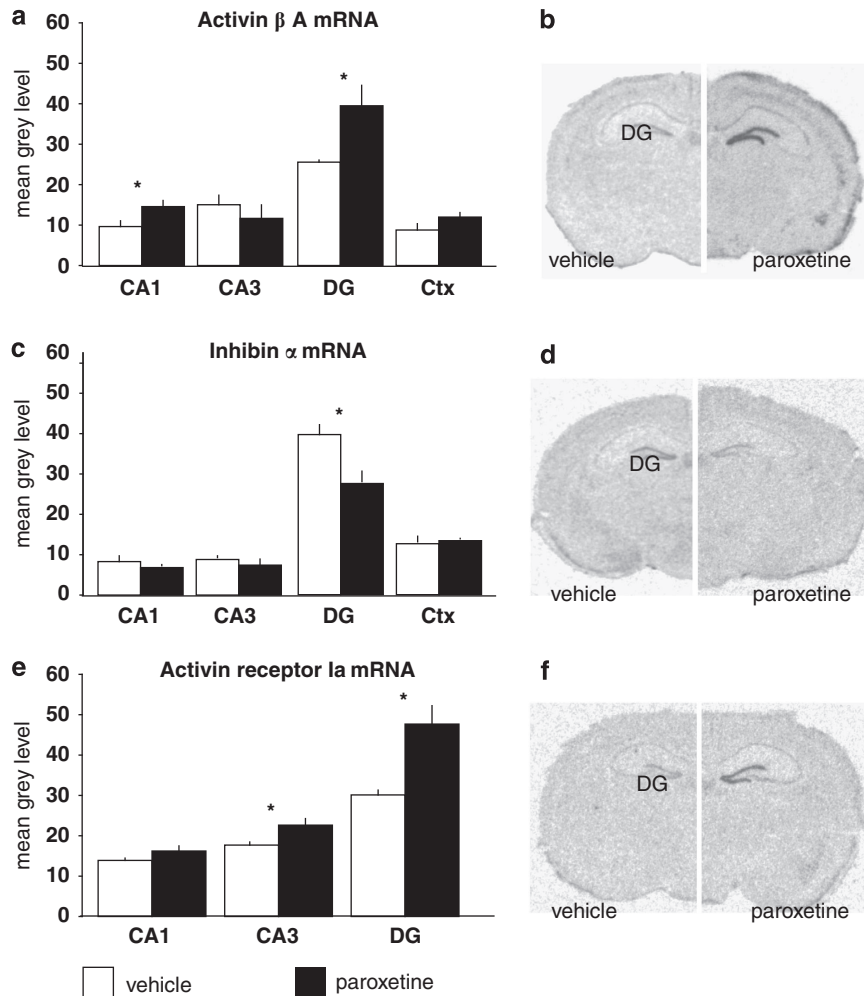 a
Activin β A mRNA
mean grey level
60
50
40
30
20
10
0
*
*
CA1 CA3 DG Ctx
b
DG
vehicle paroxetine
c
Inhibin α mRNA
mean grey level
60
50
40
30
20
10
0
*
CA1 CA3 DG Ctx
d
DG
vehicle paroxetine
e
Activin receptor Ia mRNA
mean grey level
60
50
40
30
20
10
0
*
*
CA1 CA3 DG
f
DG
vehicle paroxetine
vehicle paroxetine